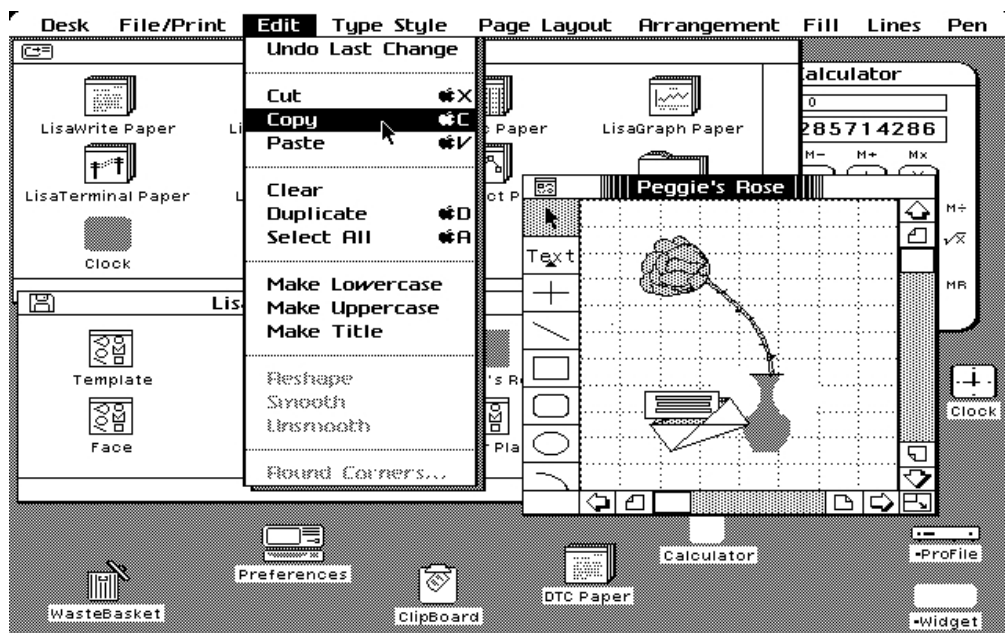 Desk File/Print Edit Type Style Page Layout Arrangement Fill Lines Pen
Undo Last Change
Cut X
Copy C
Paste V
Clear
Duplicate D
Select All A
Make Lowercase
Make Uppercase
Make Title
Reshape
Smooth
Unsmooth
Round Corners...
LisaWrite Paper
Paper
LisaGraph Paper
LisaTerminal Paper
Clock
Lis
Template
Face
alculator
0
285714286
M- M+ Mx
M÷
√x
MR
Peggie's Rose
Text
Clock
Preferences
WasteBasket
ClipBoard
DTC Paper
Calculator
-ProFile
-Widget